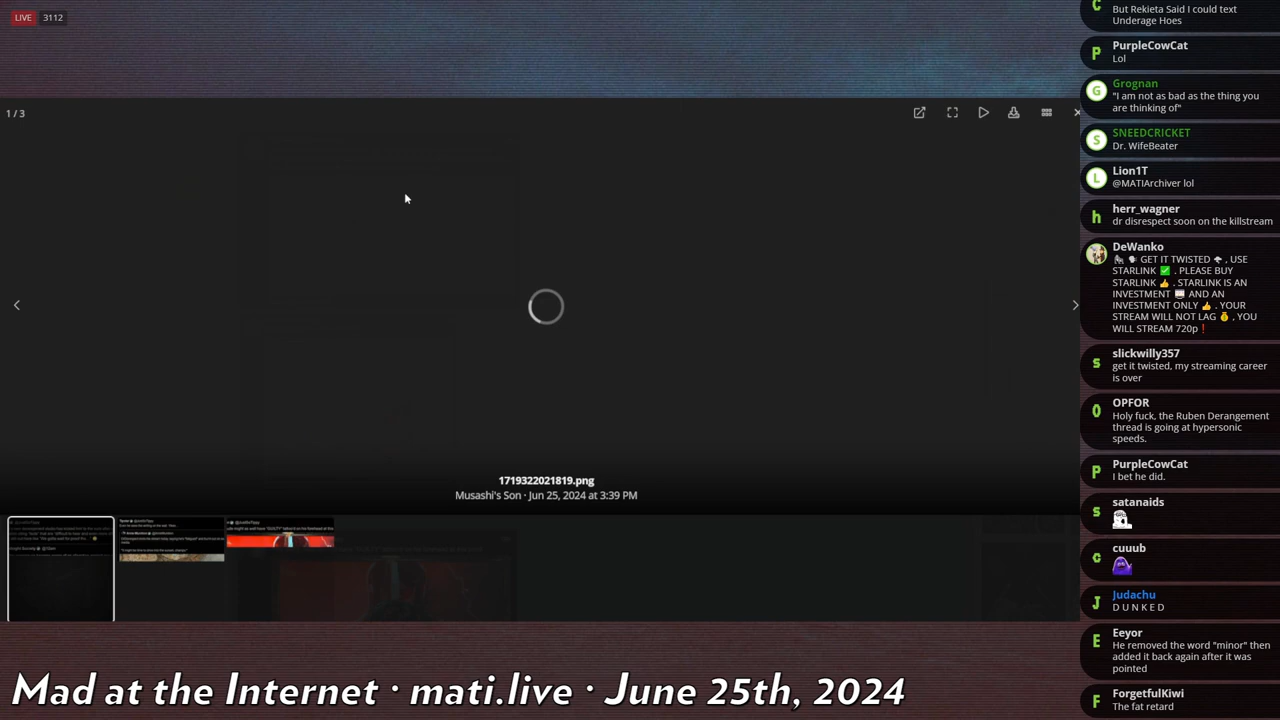 LIVE 3112
1 / 3
1719322021819.png
Musashi's Son · Jun 25, 2024 at 3:39 PM
Mad at the Internet · mati.live · June 25th, 2024
But Rekieta Said I could text
Underage Hoes
PurpleCowCat
Lol
Grognan
"I am not as bad as the thing you
are thinking of"
SNEEDCRICKET
Dr. WifeBeater
Lion1T
@MATIArchiver lol
herr_wagner
dr disrespect soon on the killstream
DeWanko
GET IT TWISTED , USE
STARLINK ✅ . PLEASE BUY
STARLINK 👍 . STARLINK IS AN
INVESTMENT AND AN
INVESTMENT ONLY 👍 . YOUR
STREAM WILL NOT LAG 💰 , YOU
WILL STREAM 720p❗
slickwilly357
get it twisted, my streaming career
is over
OPFOR
Holy fuck, the Ruben Derangement
thread is going at hypersonic
speeds.
PurpleCowCat
I bet he did.
satanaids
cuuub
Judachu
D U N K E D
Eeyor
He removed the word "minor" then
added it back again after it was
pointed
ForgetfulKiwi
The fat retard